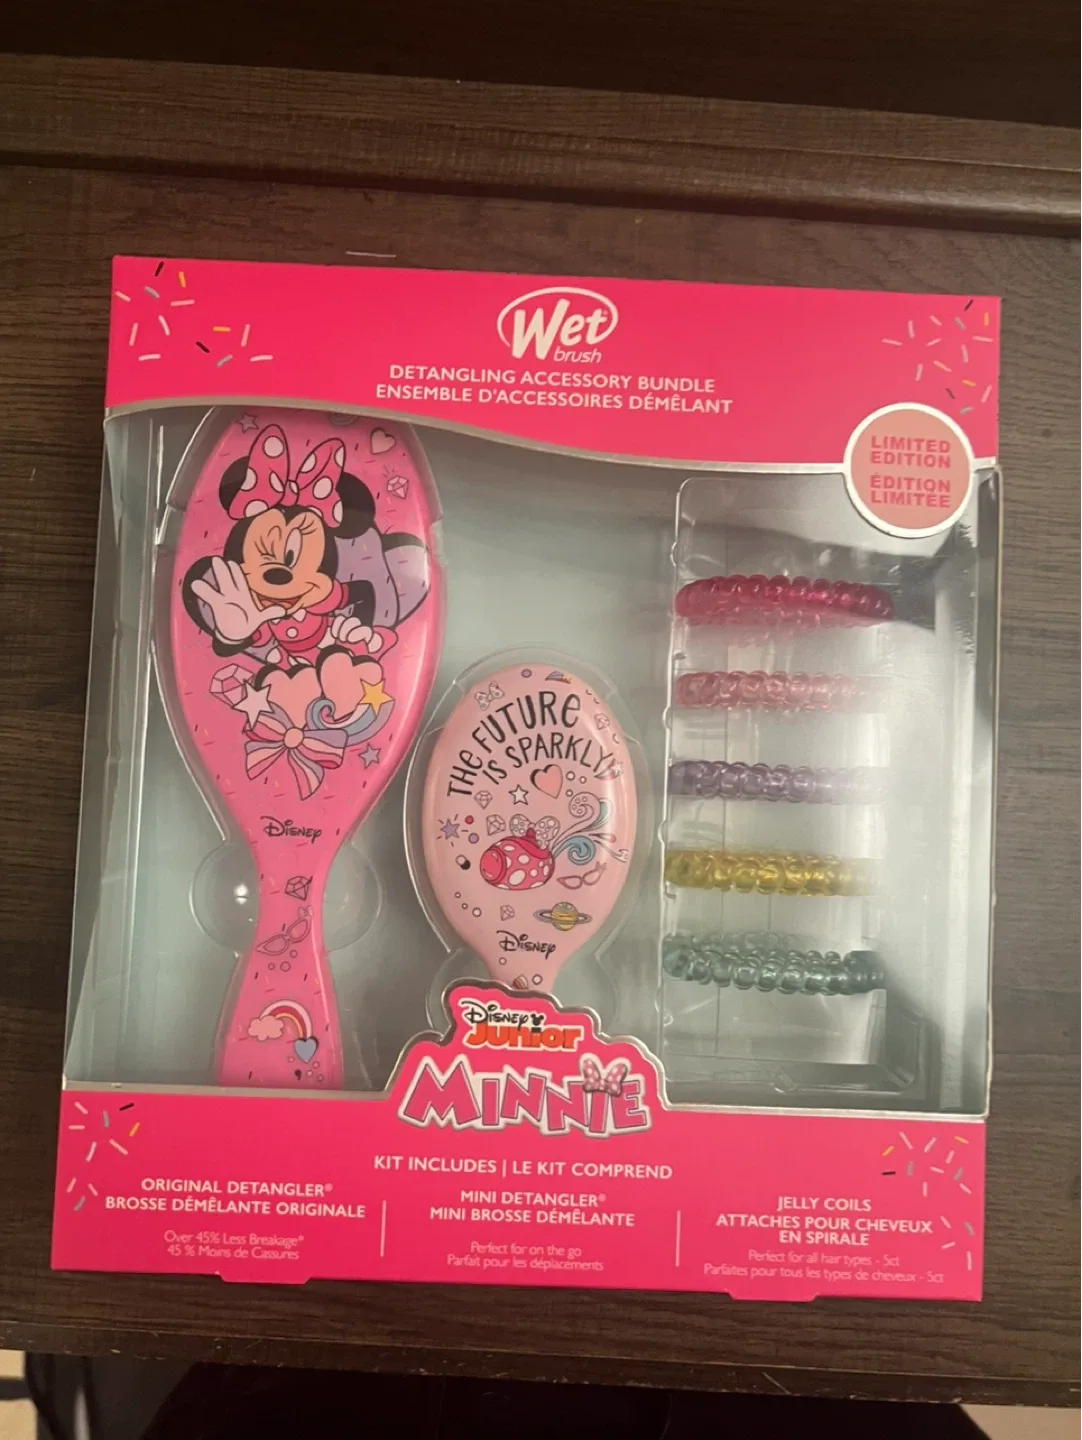 Wet®
brush
DETANGLING ACCESSORY BUNDLE
ENSEMBLE D'ACCESSOIRES DÉMÊLANT
LIMITED
EDITION
ÉDITION
LIMITÉE
THE FUTURE
IS SPARKLY
DISNEY
DISNEY
DISNEY
JUNIOR
MINNIE
KIT INCLUDES | LE KIT COMPREND
ORIGINAL DETANGLER®
BROSSE DÉMÊLANTE ORIGINALE
Over 45% Less Breakage*
45 % Moins de Cassures
MINI DETANGLER®
MINI BROSSE DÉMÊLANTE
Perfect for on the go
Parfait pour les déplacements
JELLY COILS
ATTACHES POUR CHEVEUX
EN SPIRALE
Perfect for all hair types - 5ct
Parfaites pour tous les types de cheveux - 5ct